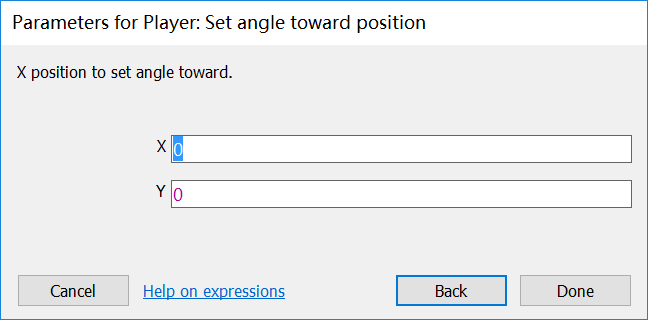 Parameters for Player: Set angle toward position
X position to set angle toward.
X 0
Y 0
Cancel Help on expressions Back Done